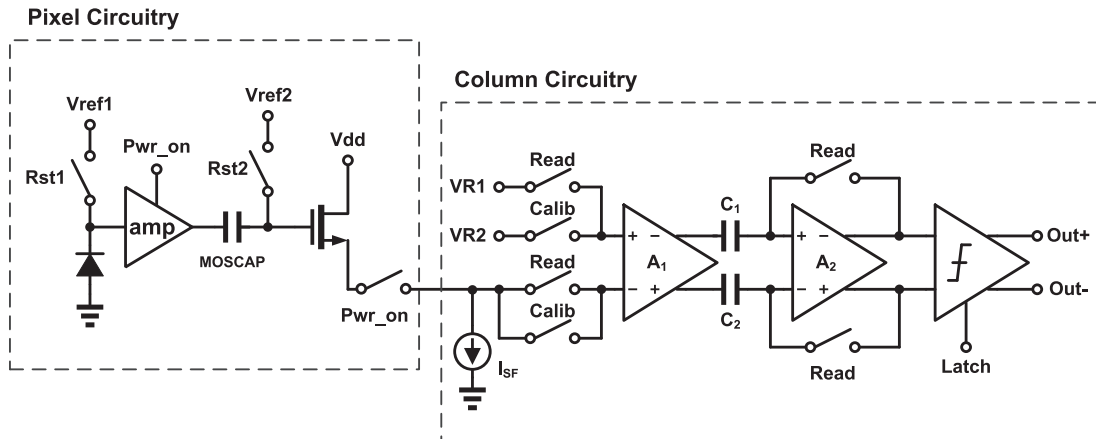 Pixel Circuitry
Column Circuitry
Vref1
Vref2
Pwr_on
Vdd
Rst1
Rst2
amp
MOSCAP
Pwr_on
I_SF
VR1
Read
VR2
Calib
Read
Calib
+
−
A1
−
+
C1
C2
Read
+
−
A2
−
+
Read
Latch
Out+
Out-